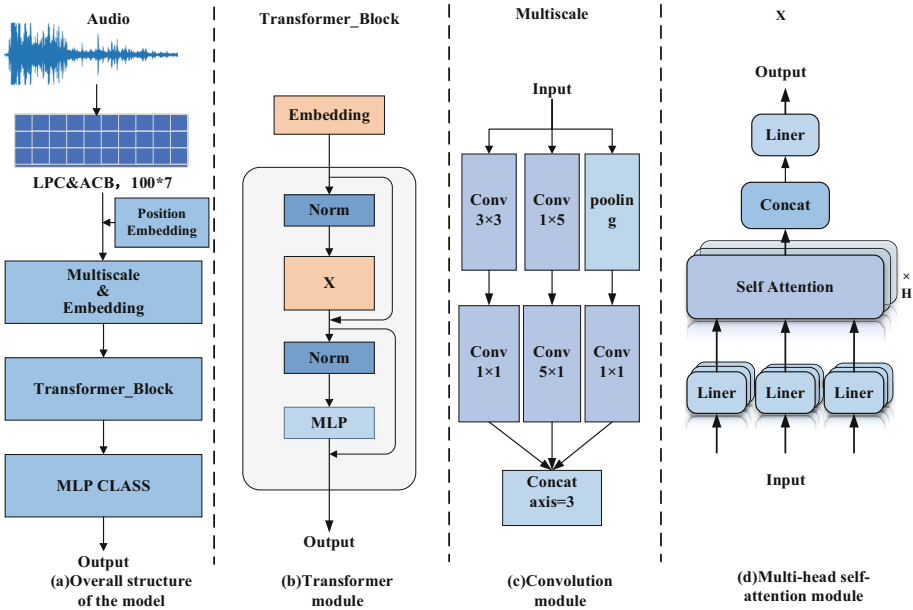 Audio
LPC&ACB，100*7
Position
Embedding
Multiscale
&
Embedding
Transformer_Block
MLP CLASS
Output
(a)Overall structure
of the model
Transformer_Block
Embedding
Norm
X
Norm
MLP
Output
(b)Transformer
module
Multiscale
Input
Conv
3×3
Conv
1×5
poolin
g
Conv
1×1
Conv
5×1
Conv
1×1
Concat
axis=3
(c)Convolution
module
X
Output
Liner
Concat
Self Attention
×
H
Liner
Liner
Liner
Input
(d)Multi-head self-
attention module